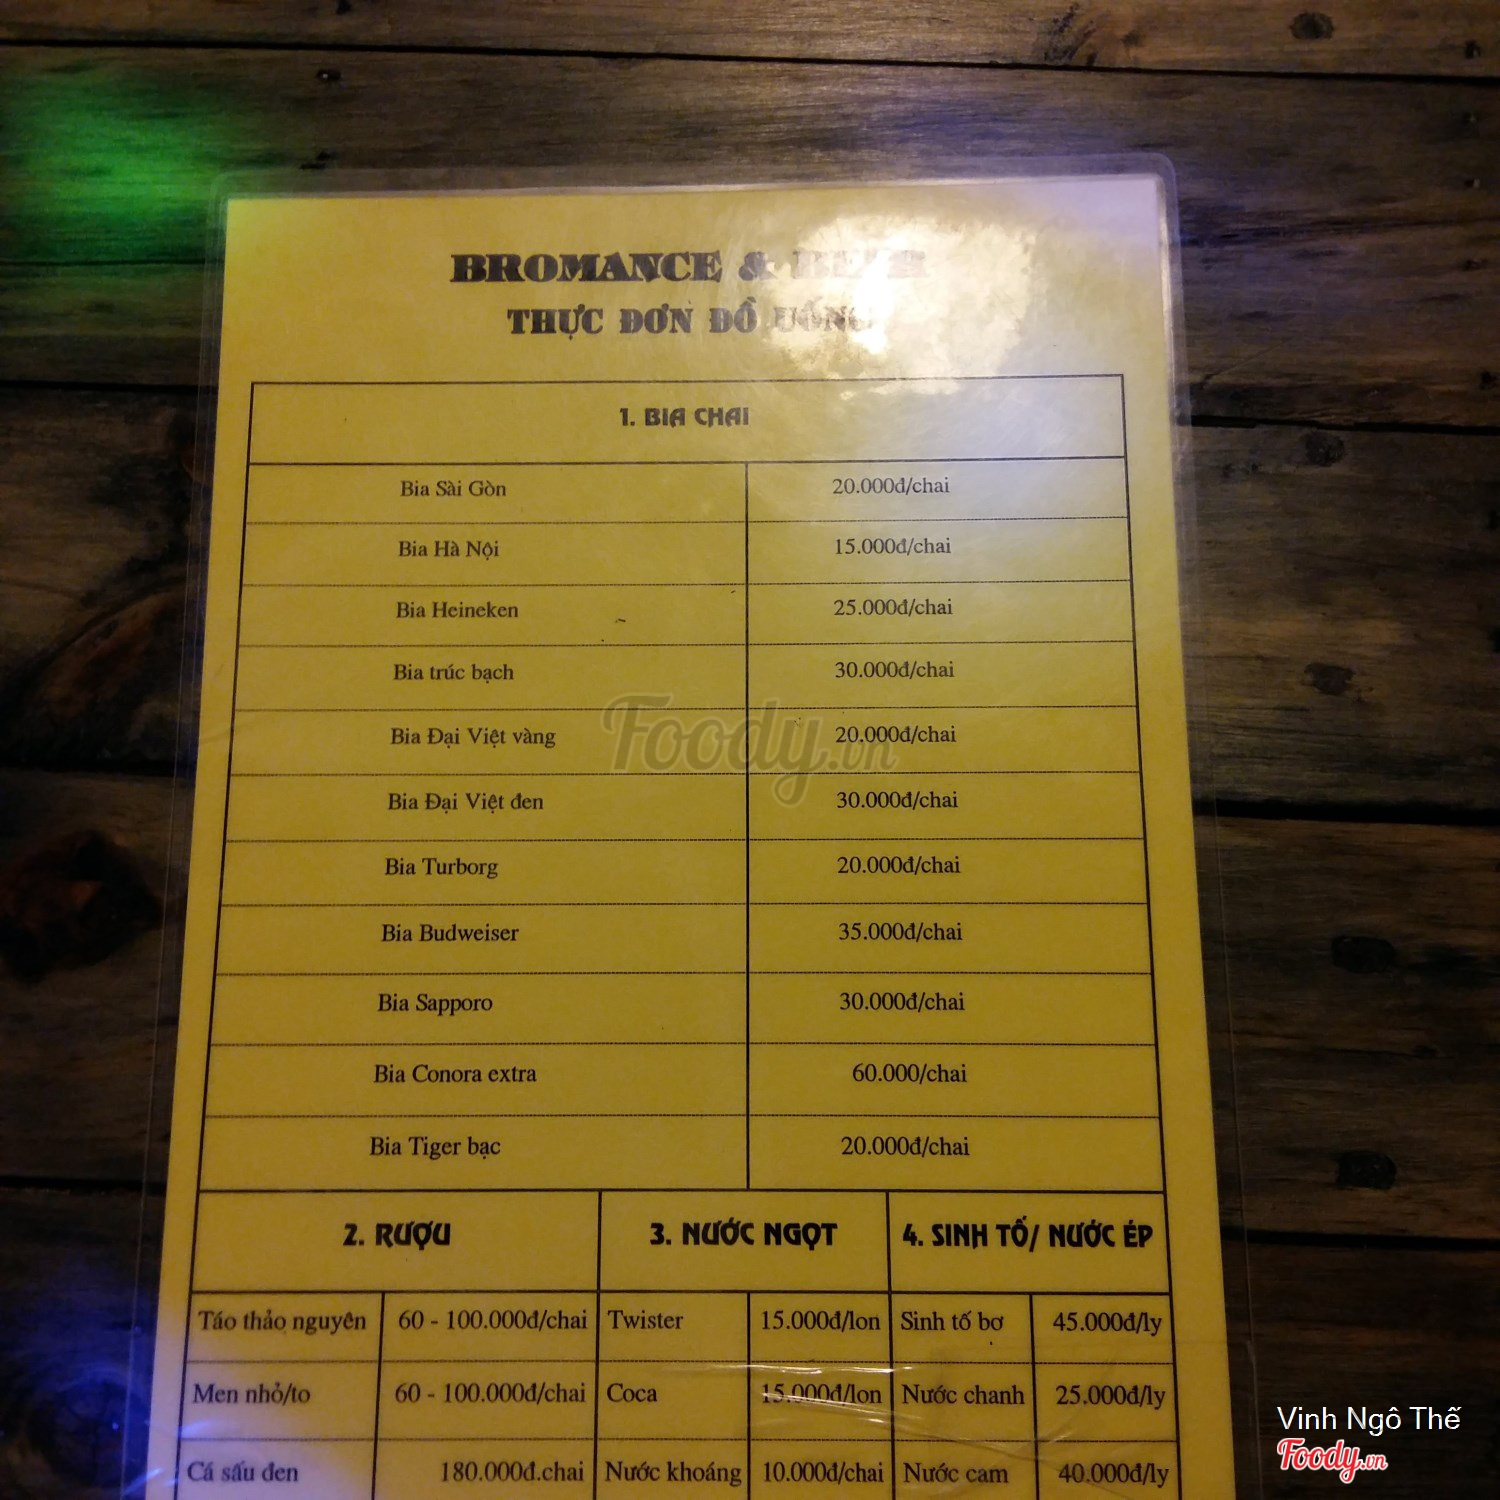 BROMANCE & BEER
THỰC ĐƠN ĐỒ UỐNG
1. BIA CHAI
Bia Sài Gòn 20.000đ/chai
Bia Hà Nội 15.000đ/chai
Bia Heineken 25.000đ/chai
Bia trúc bạch 30.000đ/chai
Bia Đại Việt vàng 20.000đ/chai
Bia Đại Việt đen 30.000đ/chai
Bia Turborg 20.000đ/chai
Bia Budweiser 35.000đ/chai
Bia Sapporo 30.000đ/chai
Bia Conora extra 60.000/chai
Bia Tiger bạc 20.000đ/chai
2. RƯỢU 3. NƯỚC NGỌT 4. SINH TỐ/ NƯỚC ÉP
Táo thảo nguyên 60 - 100.000đ/chai Twister 15.000đ/lon Sinh tố bơ 45.000đ/ly
Men nhỏ/to 60 - 100.000đ/chai Coca 15.000đ/lon Nước chanh 25.000đ/ly
Cá sấu đen 180.000đ.chai Nước khoáng 10.000đ/chai Nước cam 40.000đ/ly
Foody.vn
Vinh Ngô Thế
Foody.vn